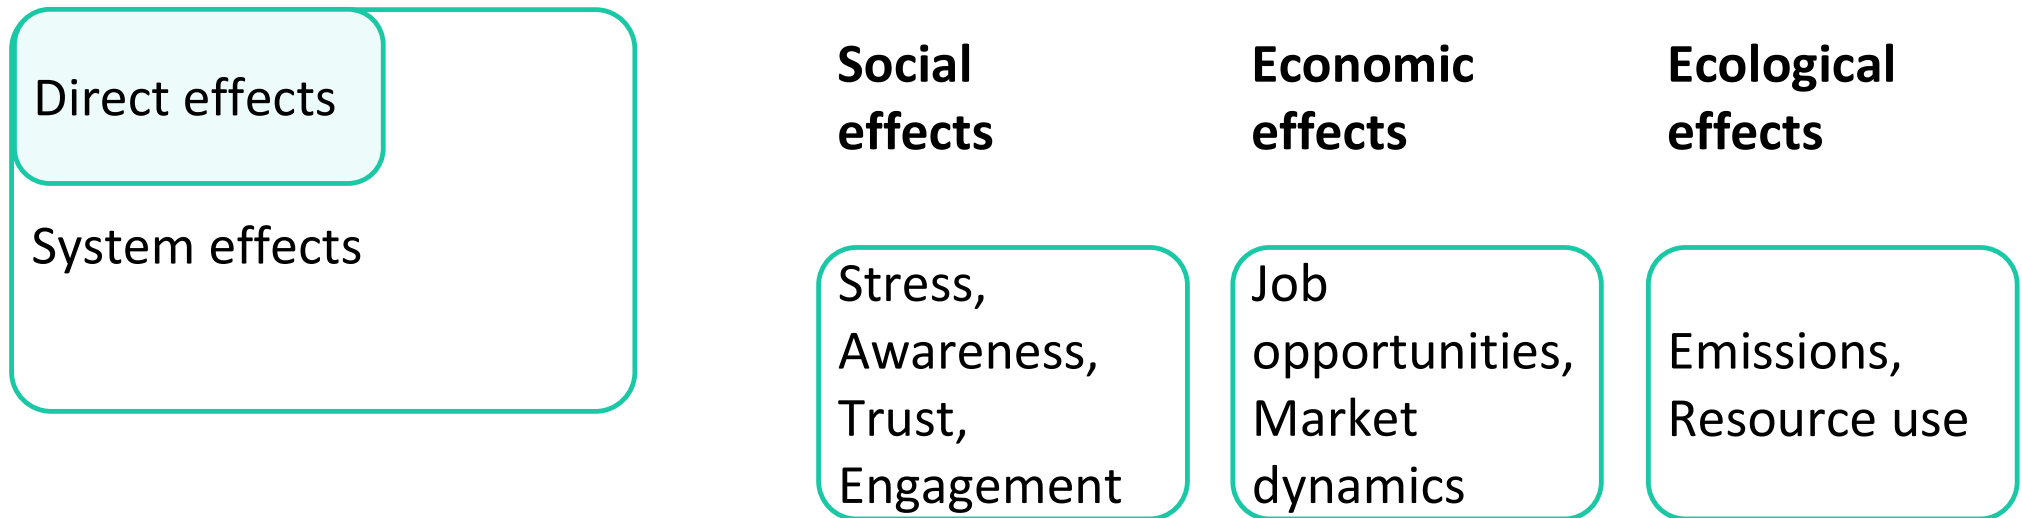 Direct effects
System effects
Social
effects
Economic
effects
Ecological
effects
Stress,
Awareness,
Trust,
Engagement
Job
opportunities,
Market
dynamics
Emissions,
Resource use